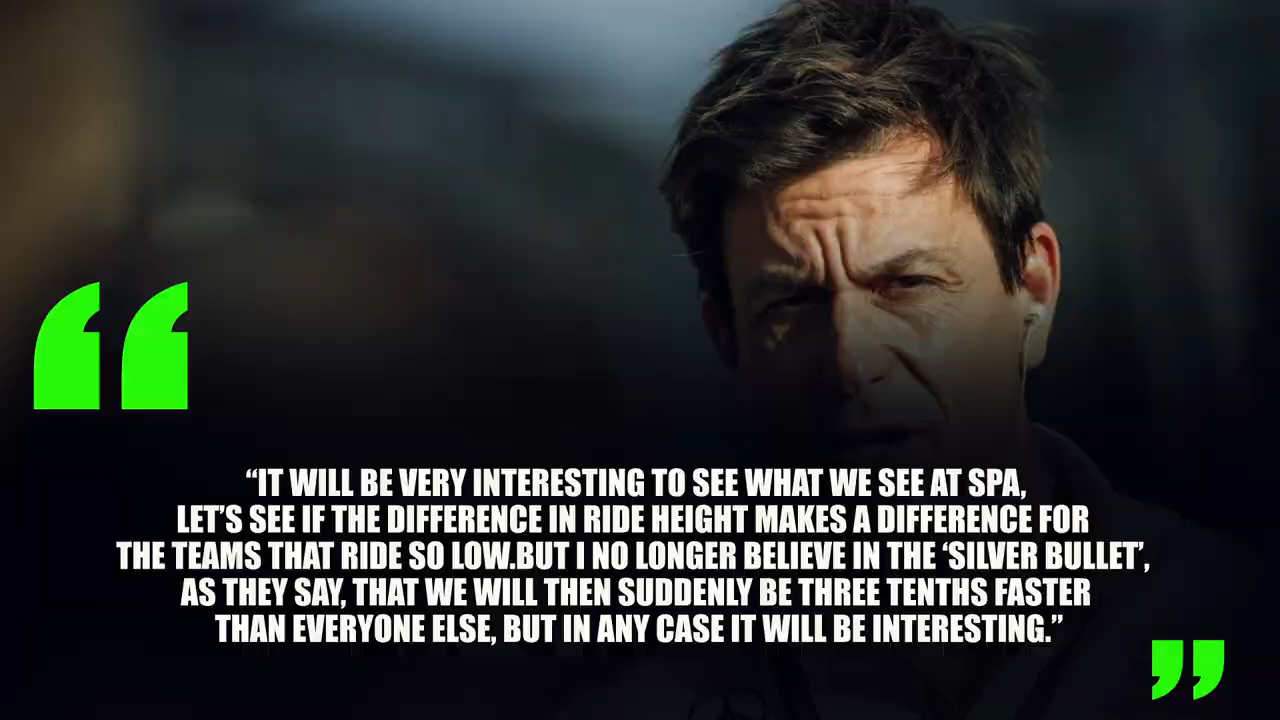 “IT WILL BE VERY INTERESTING TO SEE WHAT WE SEE AT SPA,
LET’S SEE IF THE DIFFERENCE IN RIDE HEIGHT MAKES A DIFFERENCE FOR
THE TEAMS THAT RIDE SO LOW.BUT I NO LONGER BELIEVE IN THE ‘SILVER BULLET’,
AS THEY SAY, THAT WE WILL THEN SUDDENLY BE THREE TENTHS FASTER
THAN EVERYONE ELSE, BUT IN ANY CASE IT WILL BE INTERESTING.”